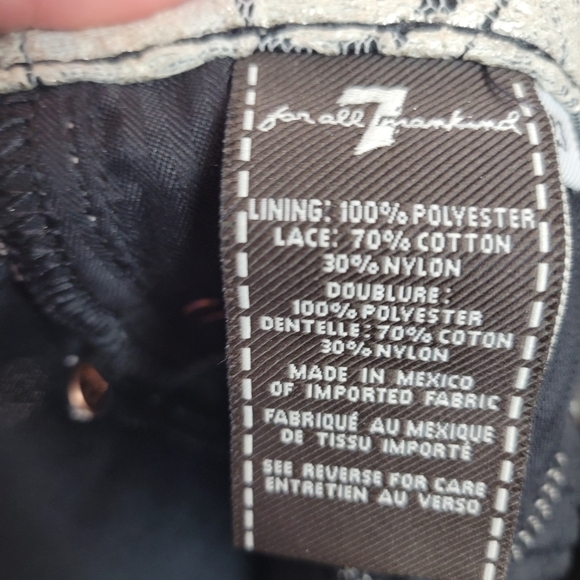 for all 7 mankind
LINING: 100% POLYESTER
LACE: 70% COTTON
30% NYLON
DOUBLURE:
100% POLYESTER
DENTELLE: 70% COTON
30% NYLON
MADE IN MEXICO
OF IMPORTED FABRIC
FABRIQUÉ AU MEXIQUE
DE TISSU IMPORTÉ
SEE REVERSE FOR CARE
ENTRETIEN AU VERSO